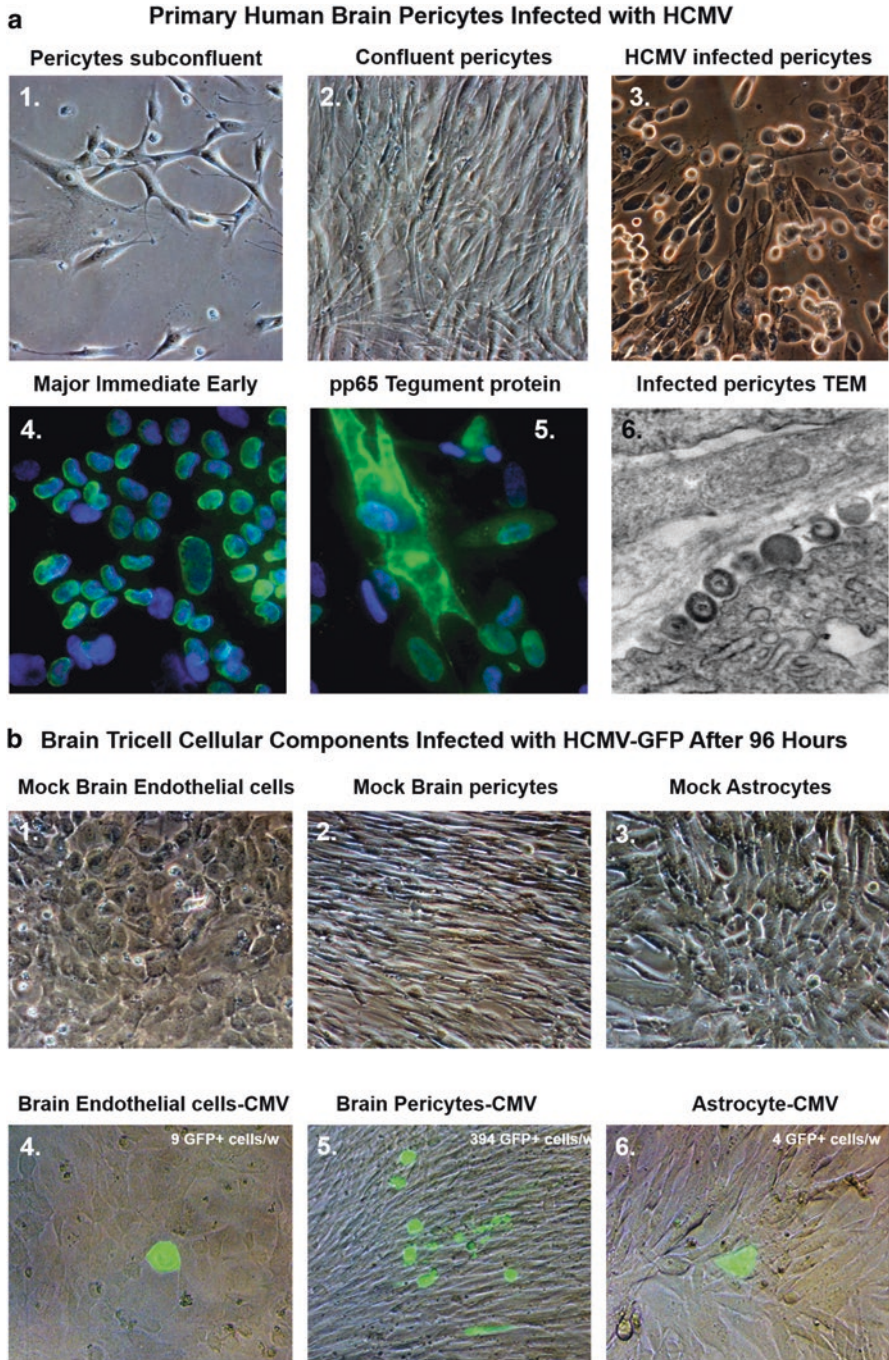 a Primary Human Brain Pericytes Infected with HCMV
Pericytes subconfluent Confluent pericytes HCMV infected pericytes
1. 2. 3.
Major Immediate Early pp65 Tegument protein Infected pericytes TEM
4. 5. 6.
b Brain Tricell Cellular Components Infected with HCMV-GFP After 96 Hours
Mock Brain Endothelial cells Mock Brain pericytes Mock Astrocytes
1. 2. 3.
Brain Endothelial cells-CMV Brain Pericytes-CMV Astrocyte-CMV
4. 9 GFP+ cells/w 5. 394 GFP+ cells/w 6. 4 GFP+ cells/w